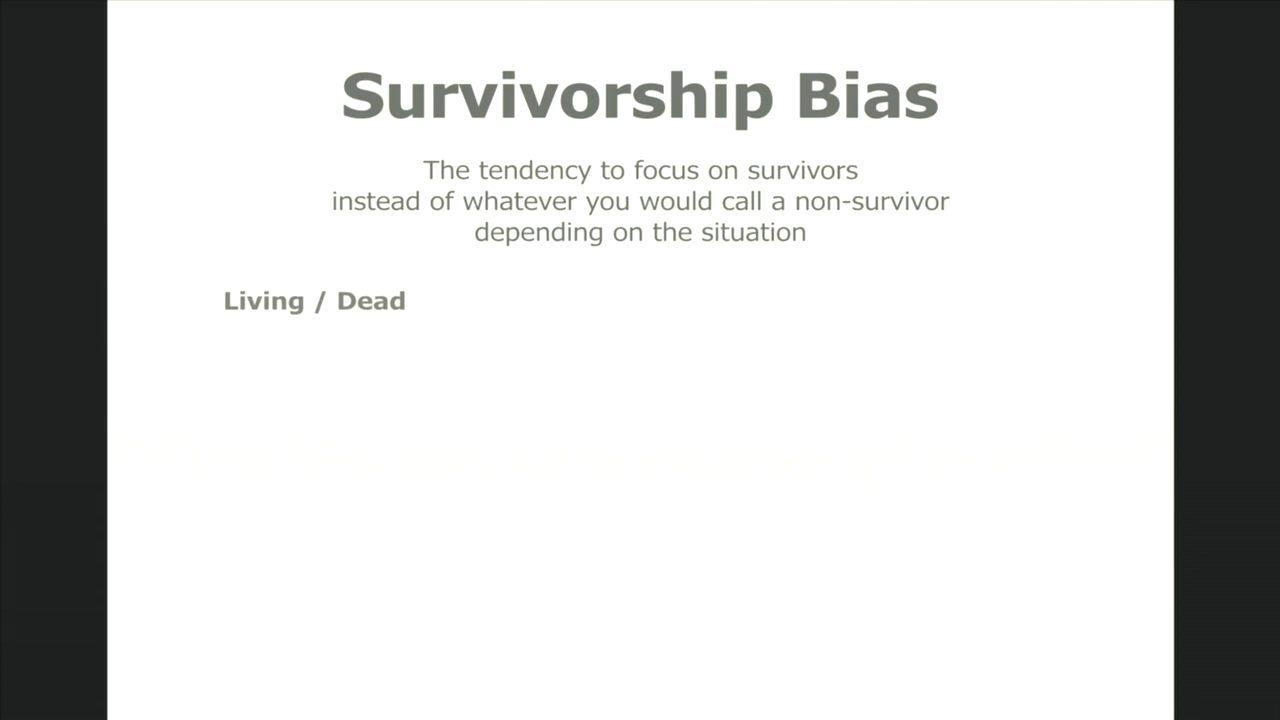 Survivorship Bias
The tendency to focus on survivors
instead of whatever you would call a non-survivor
depending on the situation
Living / Dead